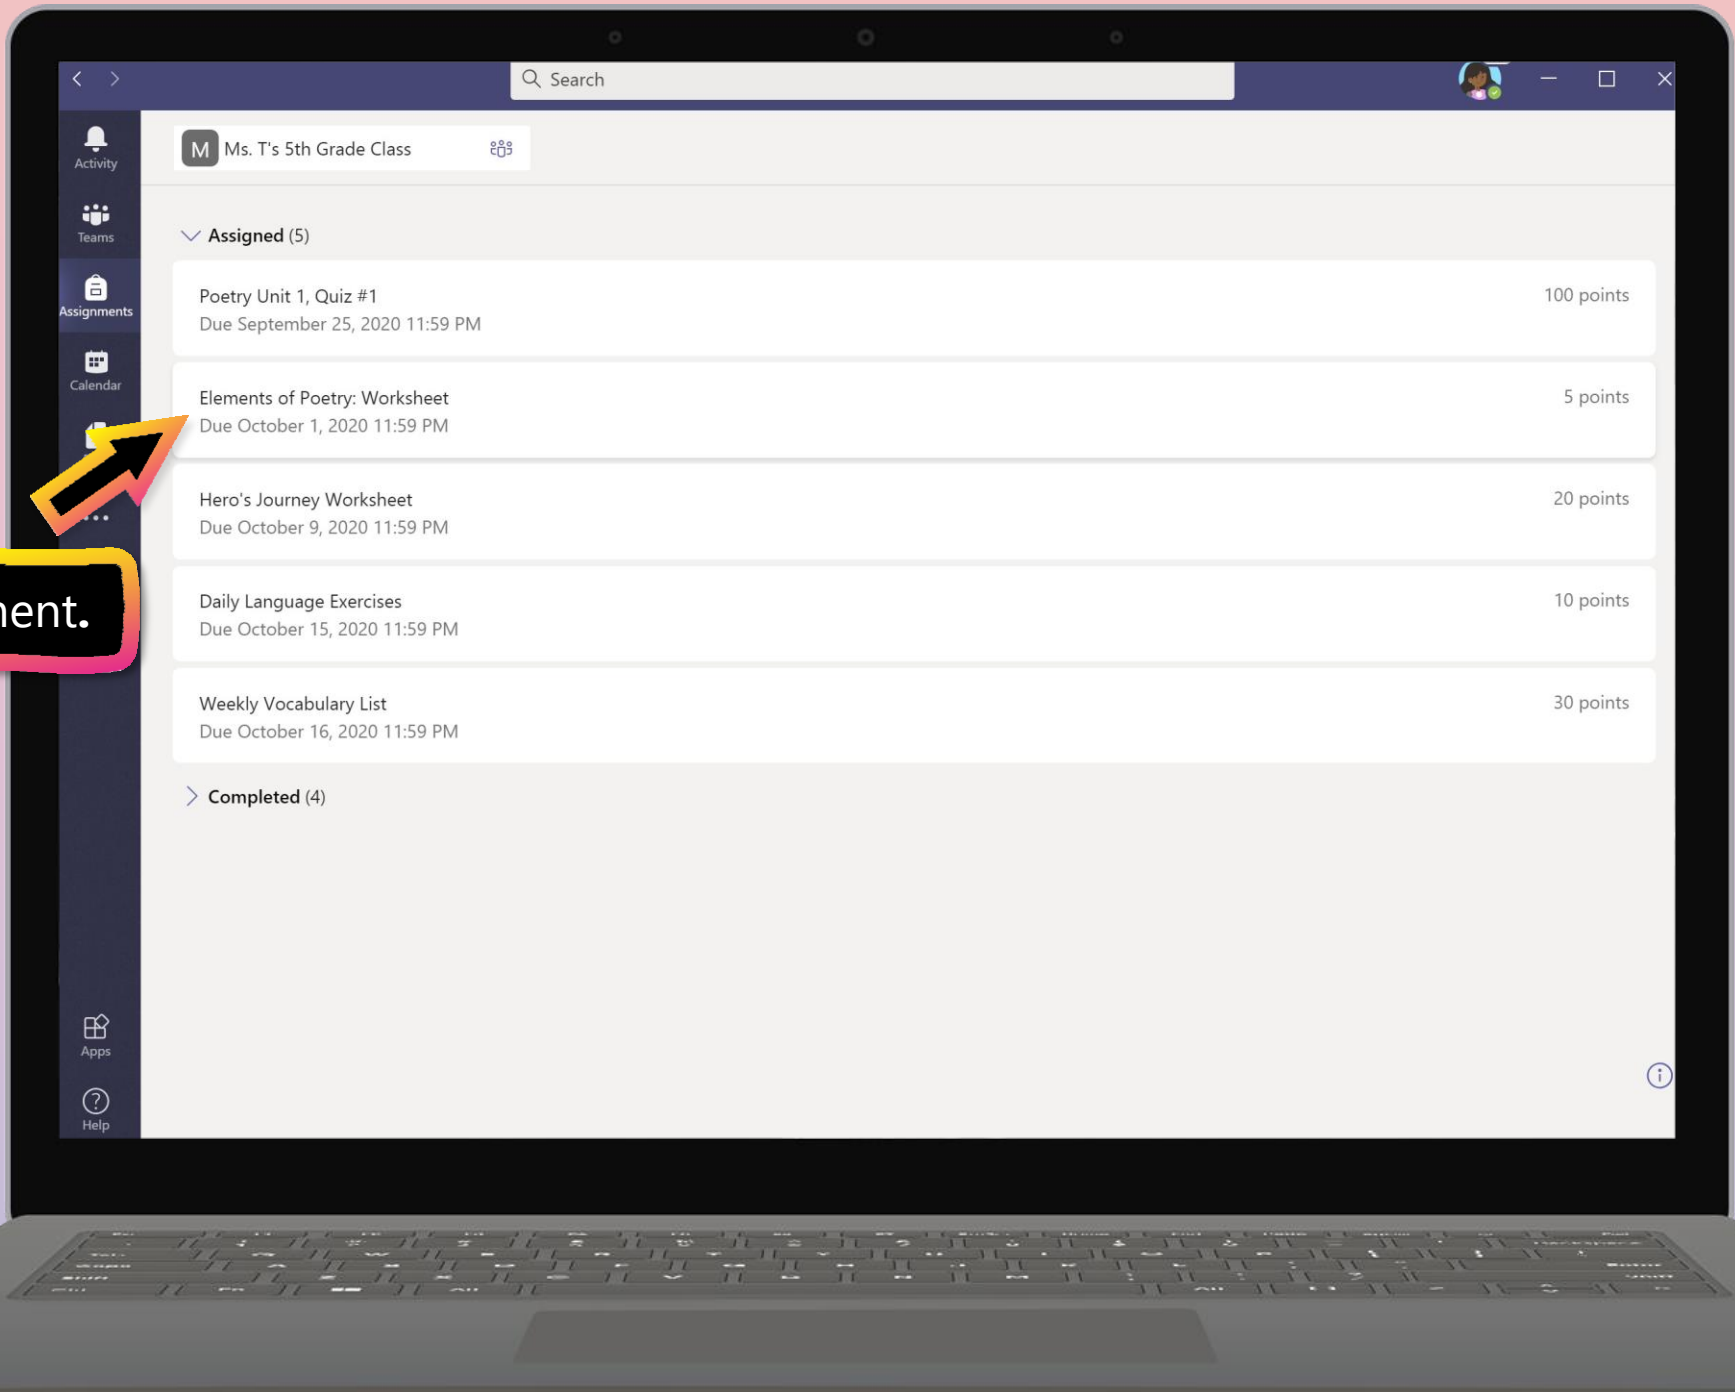 Search
Activity
M Ms. T's 5th Grade Class
Teams
Assigned (5)
Assignments
Poetry Unit 1, Quiz #1
100 points
Due September 25, 2020 11:59 PM
Calendar
Elements of Poetry: Worksheet
5 points
Due October 1, 2020 11:59 PM
Hero's Journey Worksheet
20 points
Due October 9, 2020 11:59 PM
Daily Language Exercises
10 points
Due October 15, 2020 11:59 PM
Weekly Vocabulary List
30 points
Due October 16, 2020 11:59 PM
Completed (4)
Apps
Help